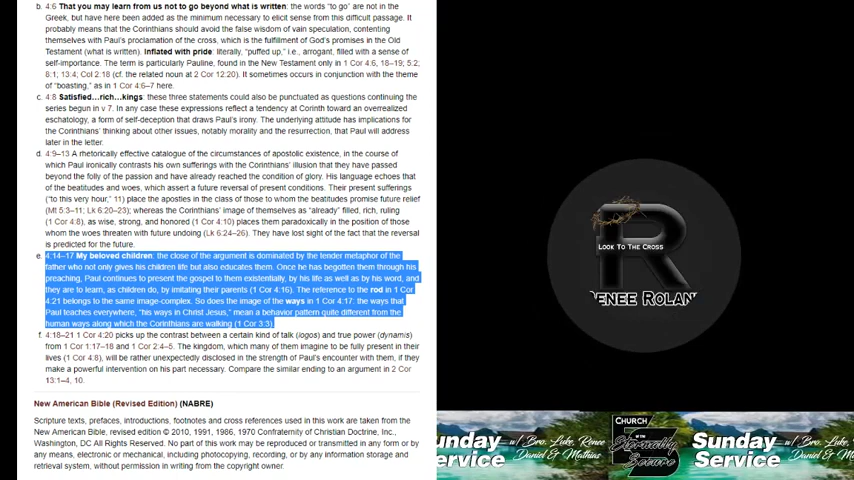 b. 4:6 That you may learn from us not to go beyond what is written: the words “to go” are not in the
Greek, but have here been added as the minimum necessary to elicit sense from this difficult passage. It
probably means that the Corinthians should avoid the false wisdom of vain speculation, contenting
themselves with Paul’s proclamation of the cross, which is the fulfillment of God’s promises in the Old
Testament (what is written). Inflated with pride: literally, “puffed up,” i.e., arrogant, filled with a sense of
self-importance. The term is particularly Pauline, found in the New Testament only in 1 Cor 4:6, 18–19; 5:2;
8:1; 13:4; Col 2:18 (cf. the related noun at 2 Cor 12:20). It sometimes occurs in conjunction with the theme
of “boasting,” as in 1 Cor 4:6–7 here.
c. 4:8 Satisfied…rich…kings: these three statements could also be punctuated as questions continuing the
series begun in v 7. In any case these expressions reflect a tendency at Corinth toward an overrealized
eschatology, a form of self-deception that draws Paul’s irony. The underlying attitude has implications for
the Corinthians’ thinking about other issues, notably morality and the resurrection, that Paul will address
later in the letter.
d. 4:9–13 A rhetorically effective catalogue of the circumstances of apostolic existence, in the course of
which Paul ironically contrasts his own sufferings with the Corinthians’ illusion that they have passed
beyond the folly of the passion and have already reached the condition of glory. His language echoes that
of the beatitudes and woes, which assert a future reversal of present conditions. Their present sufferings
(“to this very hour,” 11) place the apostles in the class of those to whom the beatitudes promise future relief
(Mt 5:3–11; Lk 6:20–23); whereas the Corinthians’ image of themselves as “already” filled, rich, ruling
(1 Cor 4:8), as wise, strong, and honored (1 Cor 4:10) places them paradoxically in the position of those
whom the woes threaten with future undoing (Lk 6:24–26). They have lost sight of the fact that the reversal
is predicted for the future.
e. 4:14–17 My beloved children: the close of the argument is dominated by the tender metaphor of the
father who not only gives his children life but also educates them. Once he has begotten them through his
preaching, Paul continues to present the gospel to them existentially, by his life as well as by his word, and
they are to learn, as children do, by imitating their parents (1 Cor 4:16). The reference to the rod in 1 Cor
4:21 belongs to the same image-complex. So does the image of the ways in 1 Cor 4:17: the ways that
Paul teaches everywhere, “his ways in Christ Jesus,” mean a behavior pattern quite different from the
human ways along which the Corinthians are walking (1 Cor 3:3).
f. 4:18–21 1 Cor 4:20 picks up the contrast between a certain kind of talk (logos) and true power (dynamis)
from 1 Cor 1:17–18 and 1 Cor 2:4–5. The kingdom, which many of them imagine to be fully present in their
lives (1 Cor 4:8), will be rather unexpectedly disclosed in the strength of Paul’s encounter with them, if they
make a powerful intervention on his part necessary. Compare the similar ending to an argument in 2 Cor
13:1–4, 10.
New American Bible (Revised Edition) (NABRE)
Scripture texts, prefaces, introductions, footnotes and cross references used in this work are taken from the
New American Bible, revised edition © 2010, 1991, 1986, 1970 Confraternity of Christian Doctrine, Inc.,
Washington, DC All Rights Reserved. No part of this work may be reproduced or transmitted in any form or by
any means, electronic or mechanical, including photocopying, recording, or by any information storage and
retrieval system, without permission in writing from the copyright owner.
R
LOOK TO THE CROSS
RENEE ROLAN
unday
Service
w/ Bro. Luke, Renee
Daniel & Mathias
CHURCH
OF THE
Eternally
Secure
Sunday
Service
w/ Bro. Luke,
Daniel & M